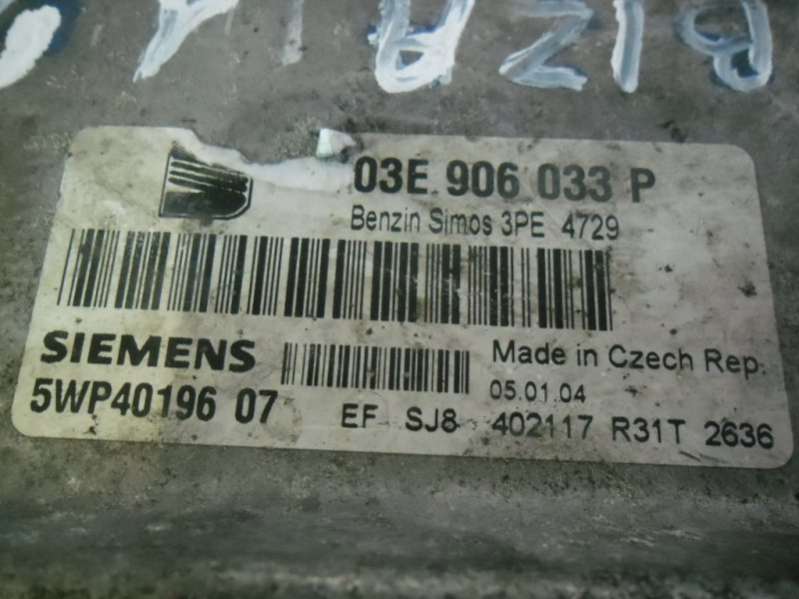 03E 906 033 P
Benzin Simos 3PE 4729
SIEMENS
Made in Czech Rep.
5WP40196 07
05.01.04
EF SJ8 402117 R31T 2636